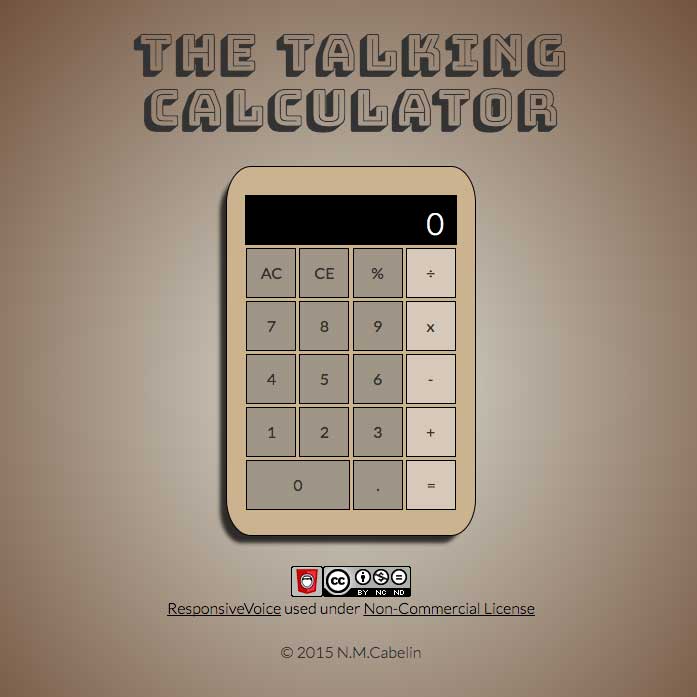 THE TALKING
CALCULATOR
0
AC CE % ÷
7 8 9 x
4 5 6 -
1 2 3 +
0 . =
cc BY NC ND
ResponsiveVoice used under Non-Commercial License
© 2015 N.M.Cabelin